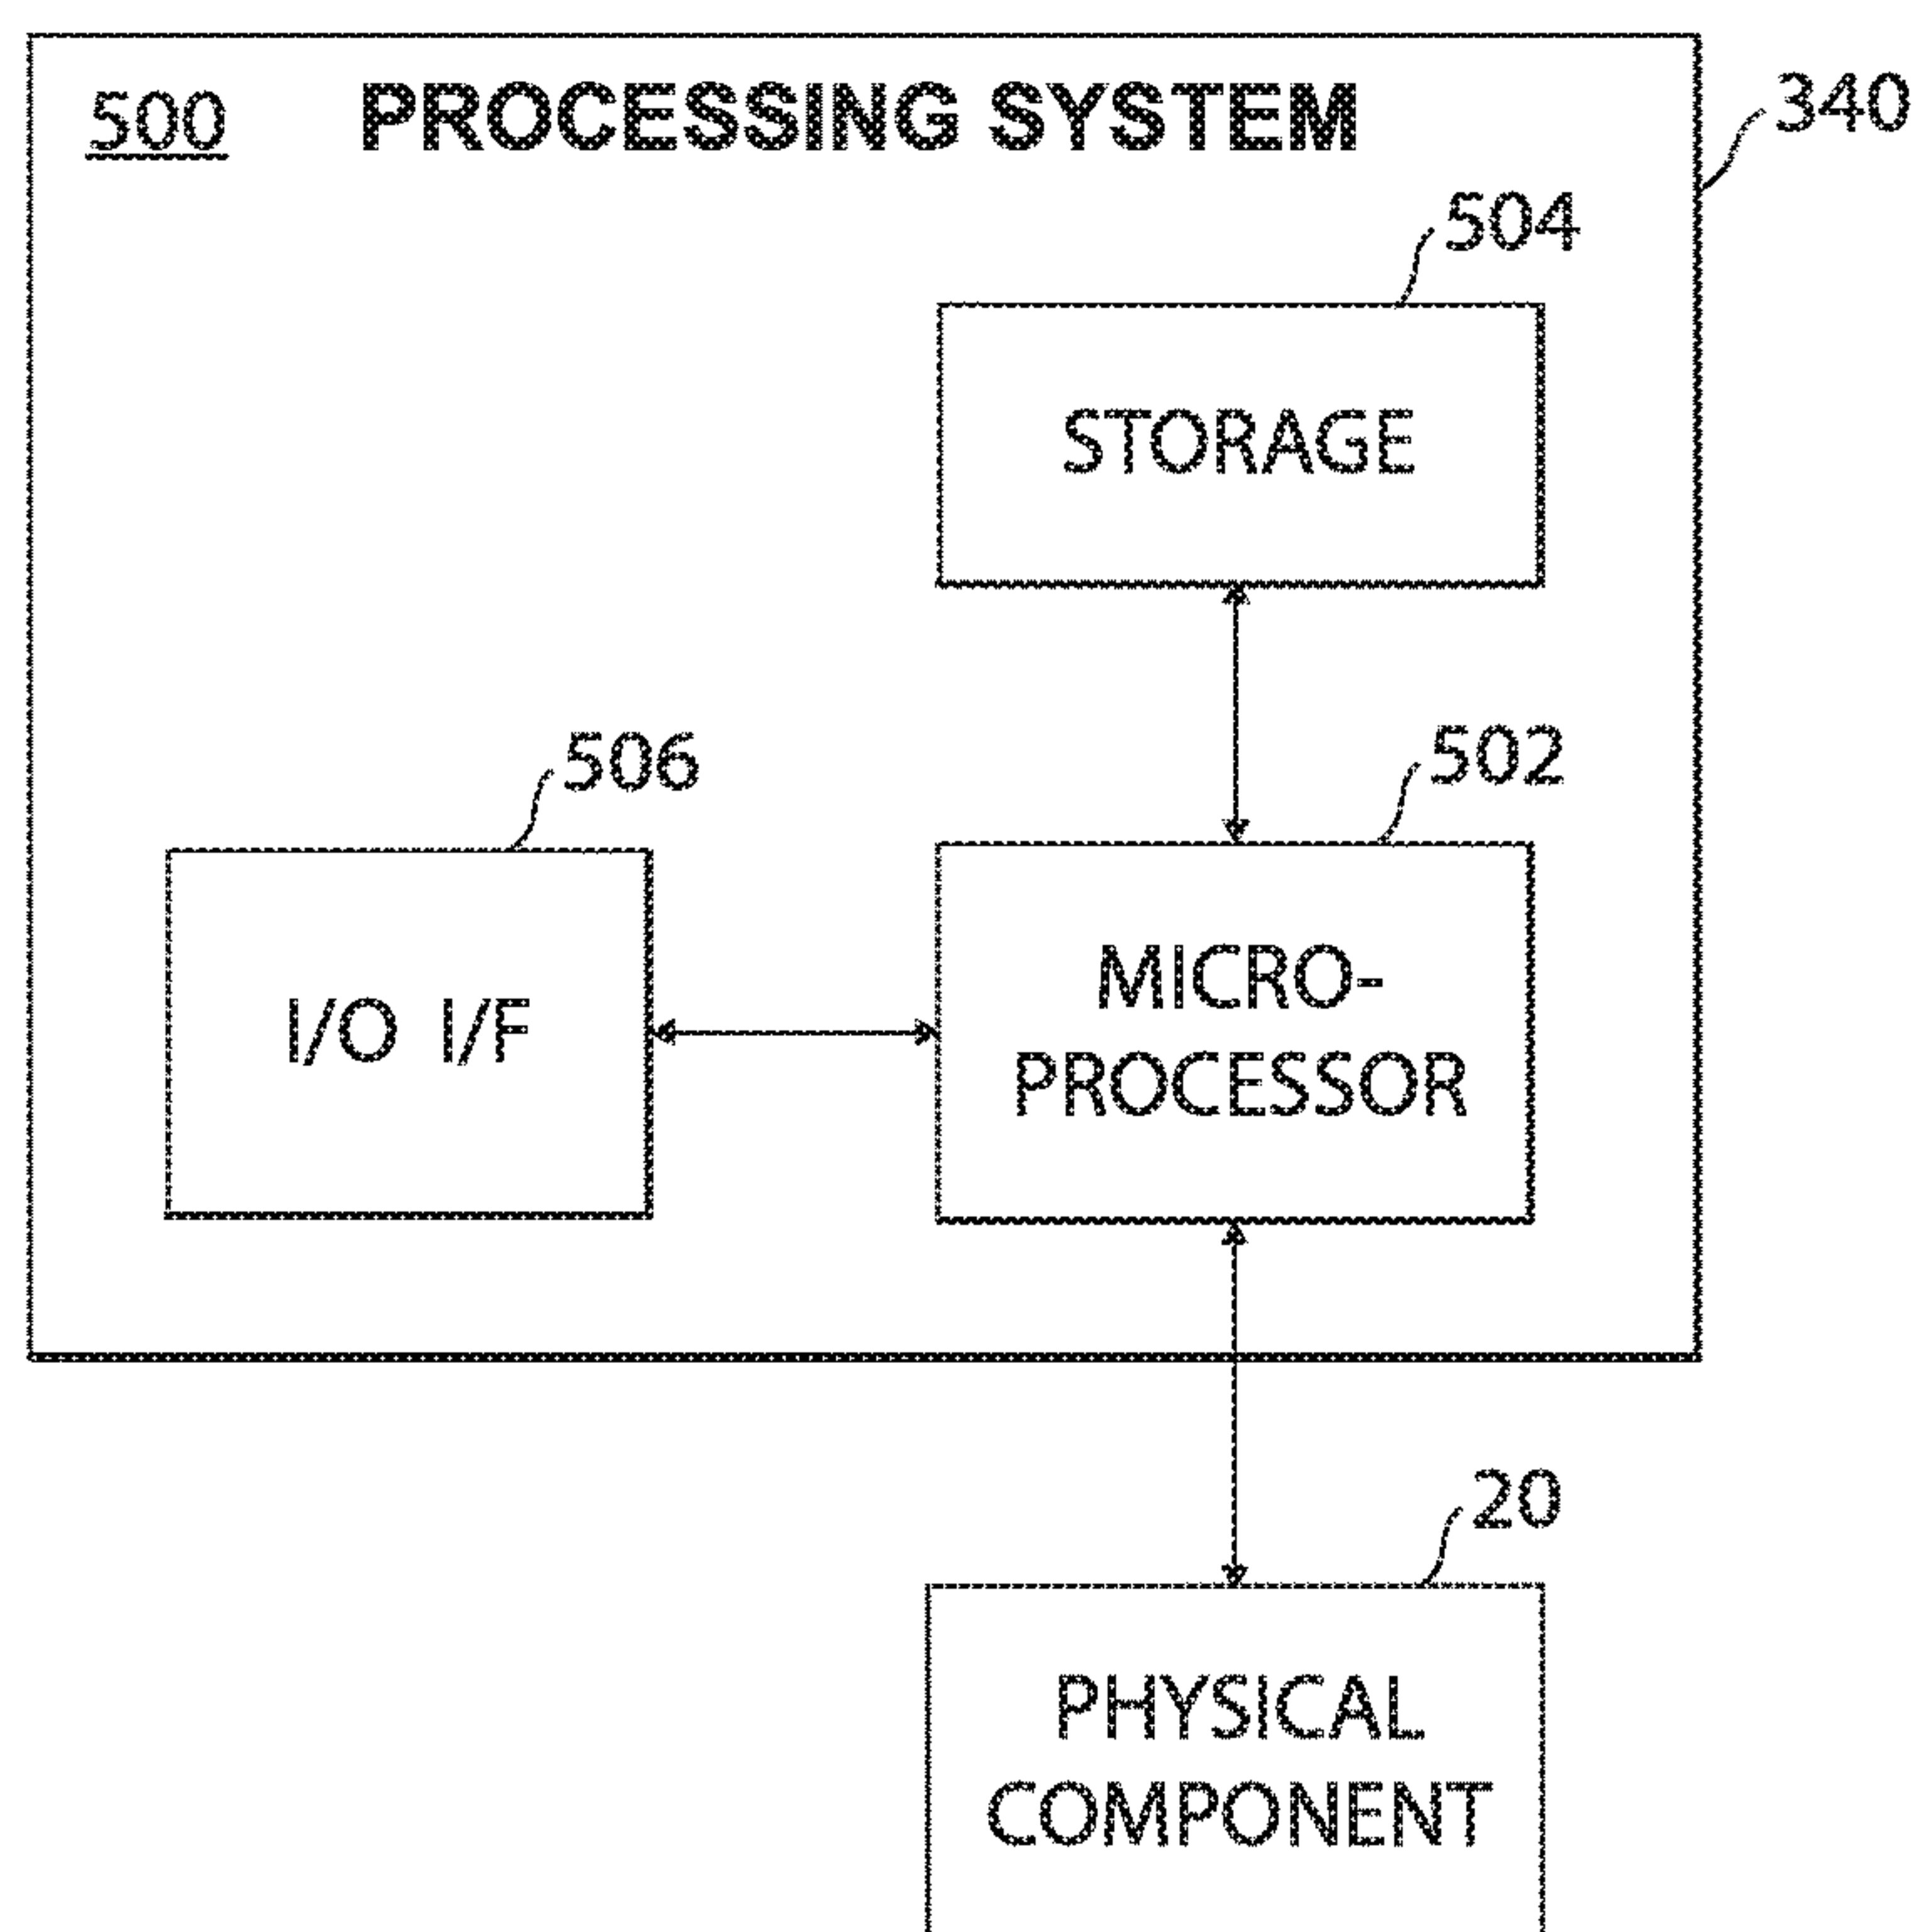 500 PROCESSING SYSTEM
340
504
STORAGE
506
502
I/O I/F
MICRO-
PROCESSOR
20
PHYSICAL
COMPONENT